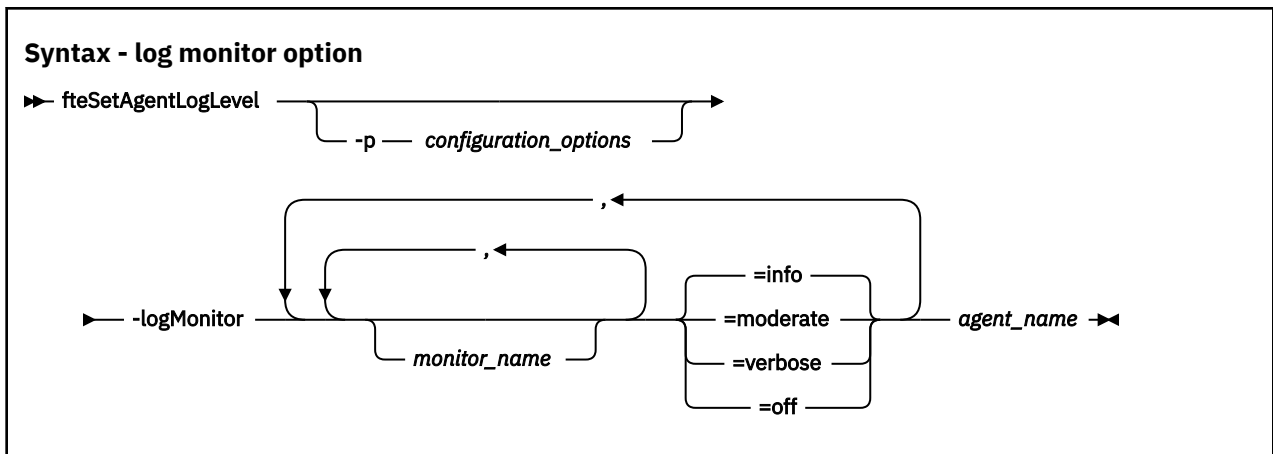 Syntax - log monitor option
fteSetAgentLogLevel
-p configuration_options
,
,
=info
-logMonitor =moderate agent_name
monitor_name
=verbose
=off